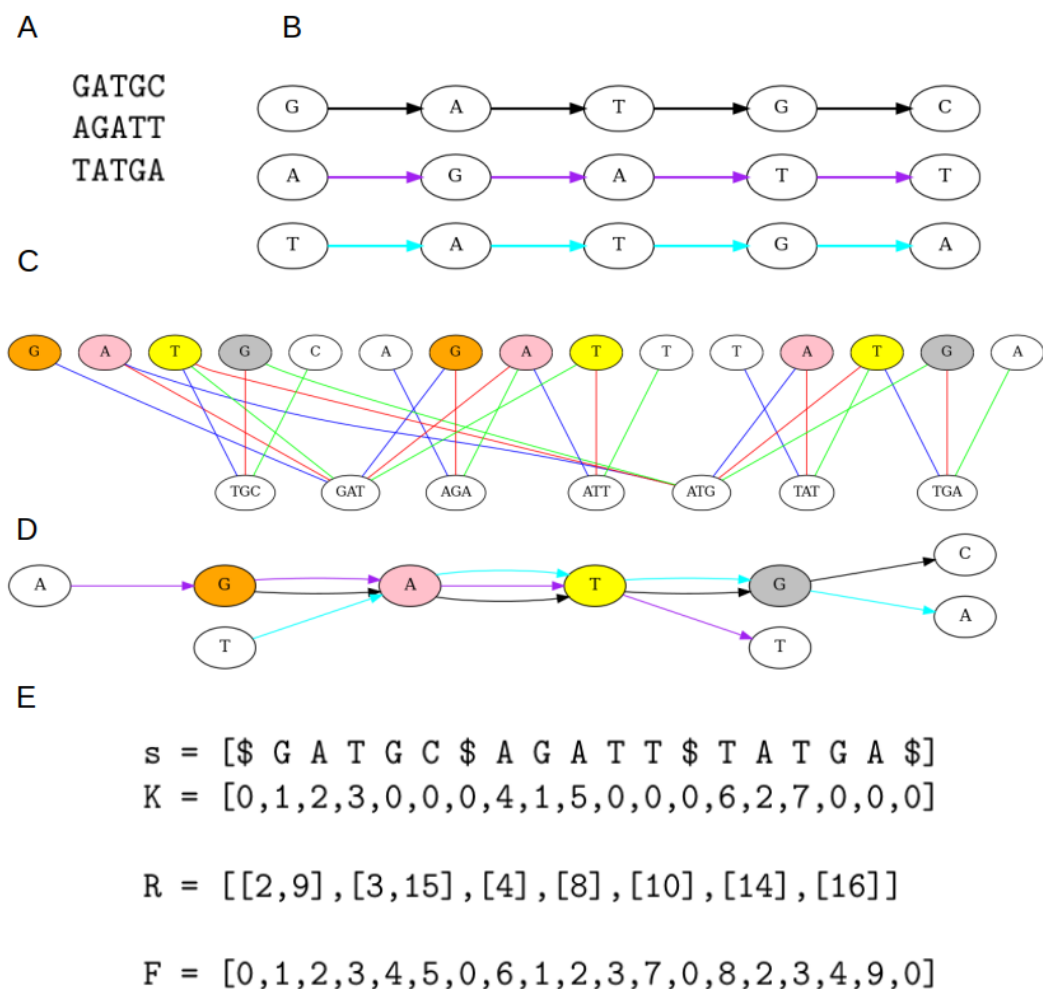 A
B
GATGC
AGATT
TATGA
G A T G C
A G A T T
T A T G A
C
G A T G C A G A T T T A T G A
TGC GAT AGA ATT ATG TAT TGA
D
C
A G A T G
A
T T
E
s = [$ G A T G C $ A G A T T $ T A T G A $]
K = [0,1,2,3,0,0,0,4,1,5,0,0,0,6,2,7,0,0,0]
R = [[2,9],[3,15],[4],[8],[10],[14],[16]]
F = [0,1,2,3,4,5,0,6,1,2,3,7,0,8,2,3,4,9,0]